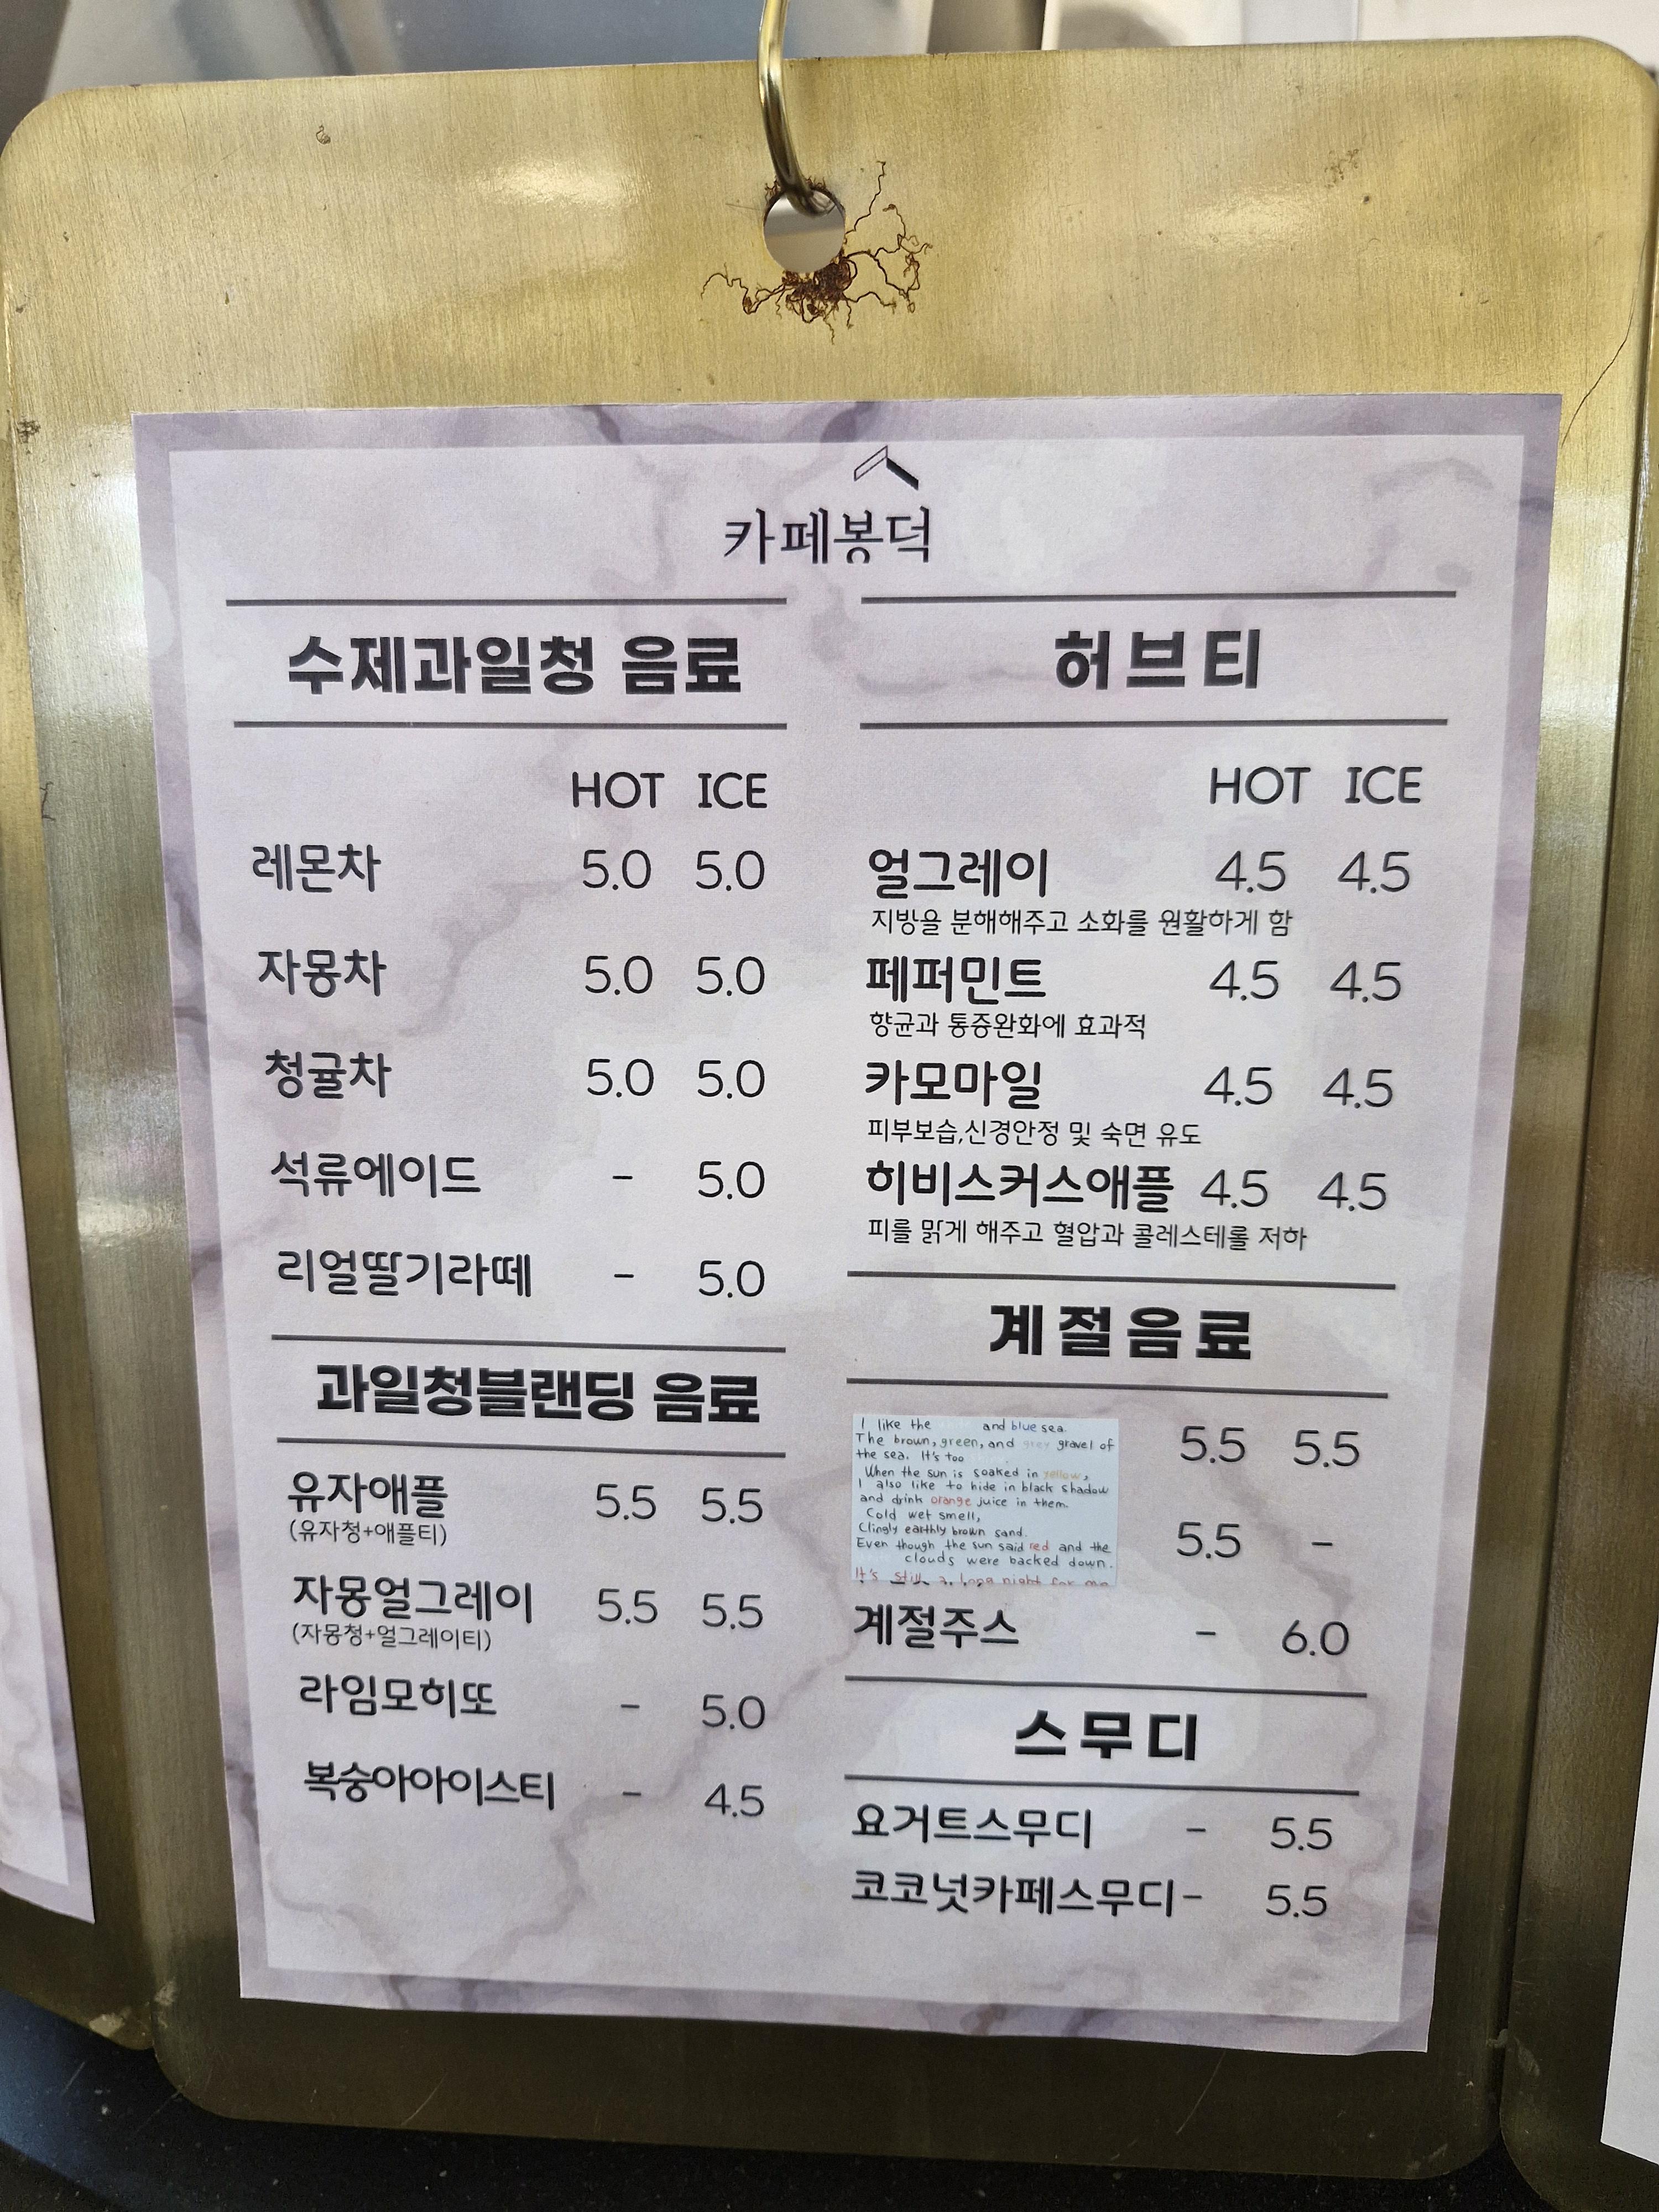 카페봉덕
수제과일청 음료
HOT ICE
레몬차 5.0 5.0
자몽차 5.0 5.0
청귤차 5.0 5.0
석류에이드 - 5.0
리얼딸기라떼 - 5.0
과일청블랜딩 음료
유자애플 5.5 5.5
(유자청+애플티)
자몽얼그레이 5.5 5.5
(자몽청+얼그레이티)
라임모히또 - 5.0
복숭아아이스티 - 4.5
허브티
HOT ICE
얼그레이 4.5 4.5
지방을 분해해주고 소화를 원활하게 함
페퍼민트 4.5 4.5
향균과 통증완화에 효과적
카모마일 4.5 4.5
피부보습,신경안정 및 숙면 유도
히비스커스애플 4.5 4.5
피를 맑게 해주고 혈압과 콜레스테롤 저하
계절음료
I like the and blue sea.
The brown, green, and grey gravel of
the sea. It's too
When the sun is soaked in yellow,
I also like to hide in black shadow
and drink orange juice in them.
Cold wet smell,
Clingly earthly brown sand.
Even though the sun said red and the
clouds were backed down.
It's still a long night for me
5.5 5.5
5.5 -
계절주스 - 6.0
스무디
요거트스무디 - 5.5
코코넛카페스무디 - 5.5